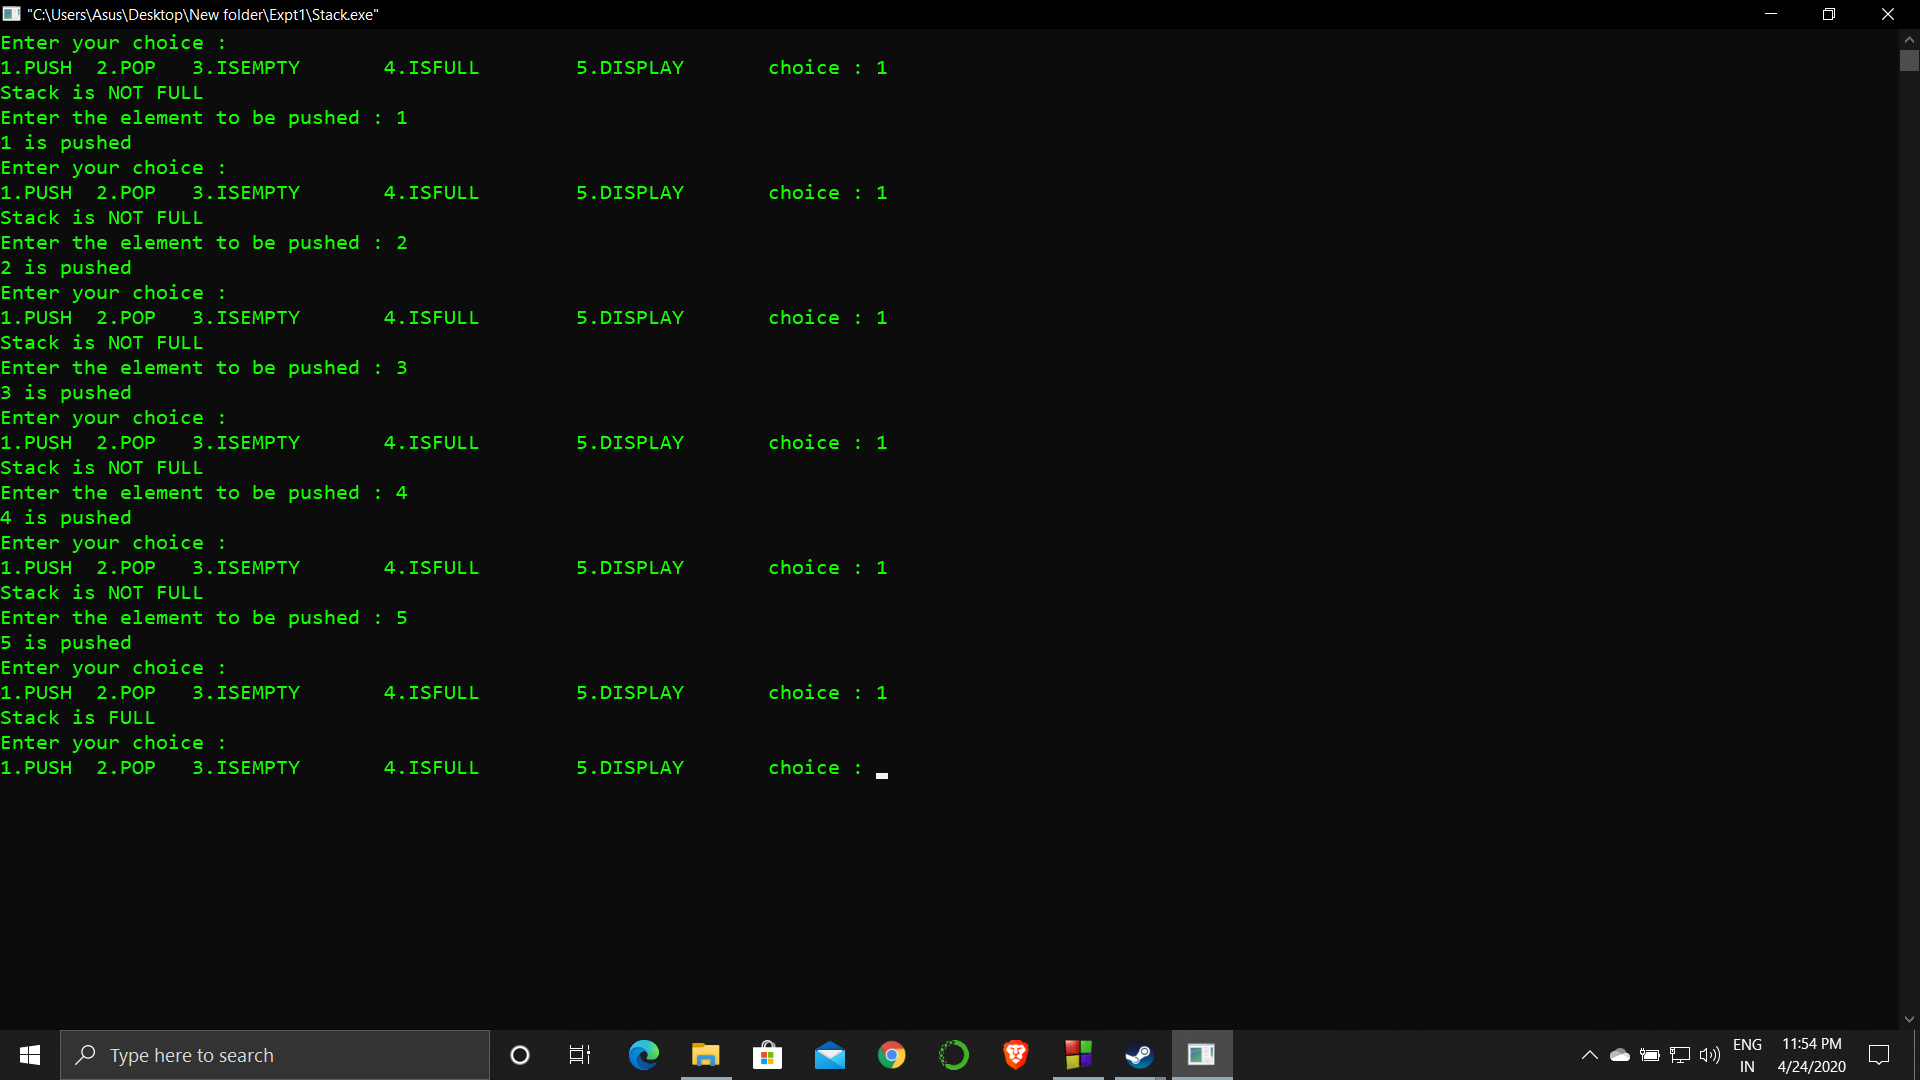 "C:\Users\Asus\Desktop\New folder\Expt1\Stack.exe"
Enter your choice :
1.PUSH  2.POP   3.ISEMPTY       4.ISFULL        5.DISPLAY       choice : 1
Stack is NOT FULL
Enter the element to be pushed : 1
1 is pushed
Enter your choice :
1.PUSH  2.POP   3.ISEMPTY       4.ISFULL        5.DISPLAY       choice : 1
Stack is NOT FULL
Enter the element to be pushed : 2
2 is pushed
Enter your choice :
1.PUSH  2.POP   3.ISEMPTY       4.ISFULL        5.DISPLAY       choice : 1
Stack is NOT FULL
Enter the element to be pushed : 3
3 is pushed
Enter your choice :
1.PUSH  2.POP   3.ISEMPTY       4.ISFULL        5.DISPLAY       choice : 1
Stack is NOT FULL
Enter the element to be pushed : 4
4 is pushed
Enter your choice :
1.PUSH  2.POP   3.ISEMPTY       4.ISFULL        5.DISPLAY       choice : 1
Stack is NOT FULL
Enter the element to be pushed : 5
5 is pushed
Enter your choice :
1.PUSH  2.POP   3.ISEMPTY       4.ISFULL        5.DISPLAY       choice : 1
Stack is FULL
Enter your choice :
1.PUSH  2.POP   3.ISEMPTY       4.ISFULL        5.DISPLAY       choice :
Type here to search
ENG
IN
11:54 PM
4/24/2020